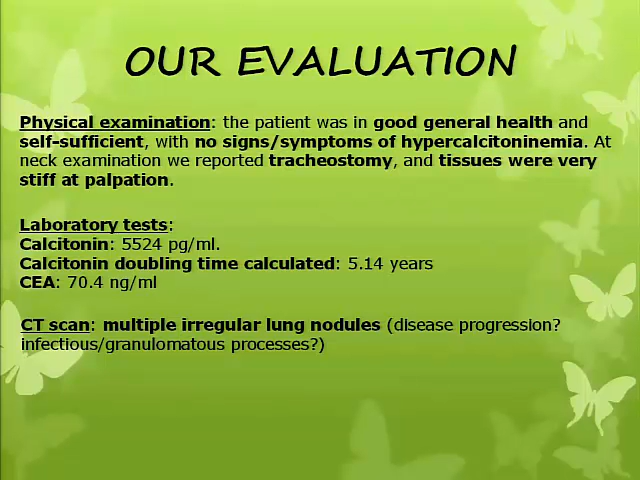 OUR EVALUATION
Physical examination: the patient was in good general health and
self-sufficient, with no signs/symptoms of hypercalcitoninemia. At
neck examination we reported tracheostomy, and tissues were very
stiff at palpation.
Laboratory tests:
Calcitonin: 5524 pg/ml.
Calcitonin doubling time calculated: 5.14 years
CEA: 70.4 ng/ml
CT scan: multiple irregular lung nodules (disease progression?
infectious/granulomatous processes?)